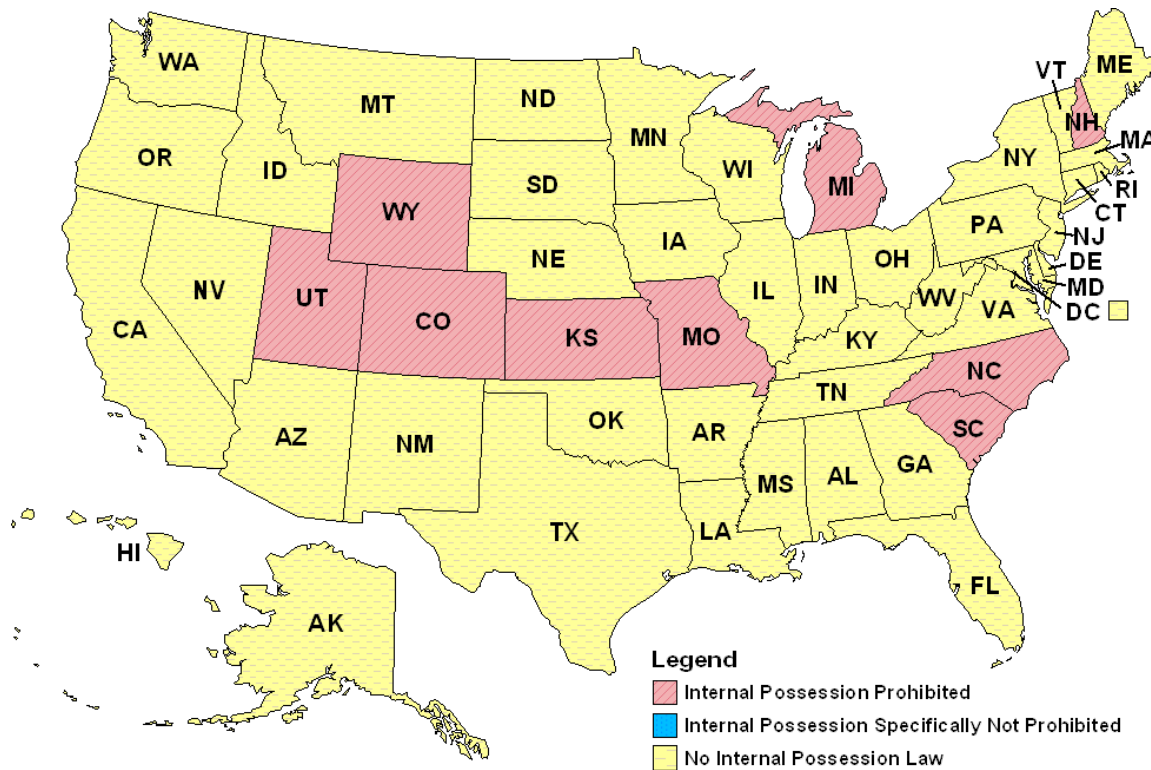 WA
MT
ND
MN
VT
ME
NH
OR
ID
SD
WI
MI
NY
MA
RI
CT
WY
IA
PA
NJ
NE
OH
DE
MD
NV
UT
IL
IN
WV
VA
DC
CA
CO
KS
MO
KY
NC
TN
AZ
NM
OK
AR
SC
MS
AL
GA
TX
LA
HI
FL
AK
Legend
Internal Possession Prohibited
Internal Possession Specifically Not Prohibited
No Internal Possession Law